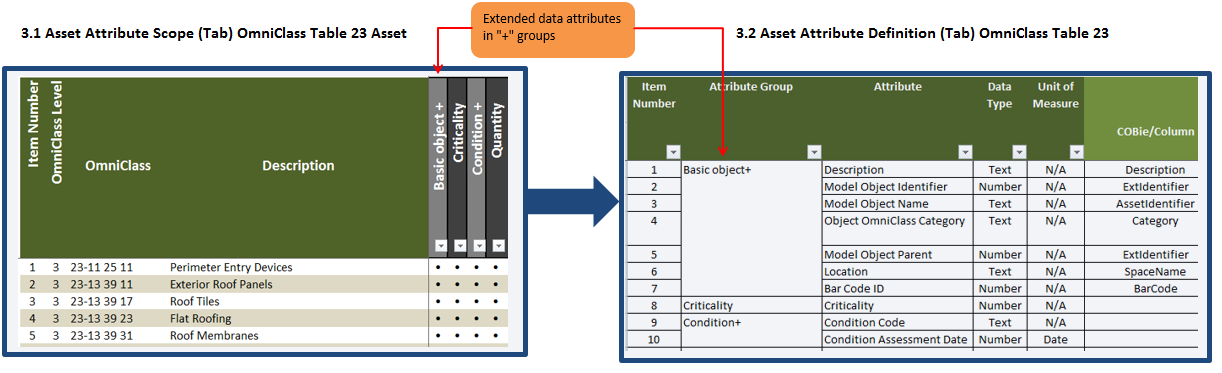 Extended data attributes
in "+" groups
3.1 Asset Attribute Scope (Tab) OmniClass Table 23 Asset
3.2 Asset Attribute Definition (Tab) OmniClass Table 23
Item Number
OmniClass Level
OmniClass
Description
Basic object +
Criticality
Condition +
Quantity
1 3 23-11 25 11 Perimeter Entry Devices • • • •
2 3 23-13 39 11 Exterior Roof Panels • • • •
3 3 23-13 39 17 Roof Tiles • • • •
4 3 23-13 39 23 Flat Roofing • • • •
5 3 23-13 39 31 Roof Membranes • • • •
Item Attribute Group Attribute Data Unit of
Number Type Measure
COBie/Column
1 Basic object+ Description Text N/A Description
2 Model Object Identifier Number N/A ExtIdentifier
3 Model Object Name Text N/A AssetIdentifier
4 Object OmniClass Category Text N/A Category
5 Model Object Parent Number N/A ExtIdentifier
6 Location Text N/A SpaceName
7 Bar Code ID Number N/A BarCode
8 Criticality Criticality Number N/A
9 Condition+ Condition Code Text N/A
10 Condition Assessment Date Number Date